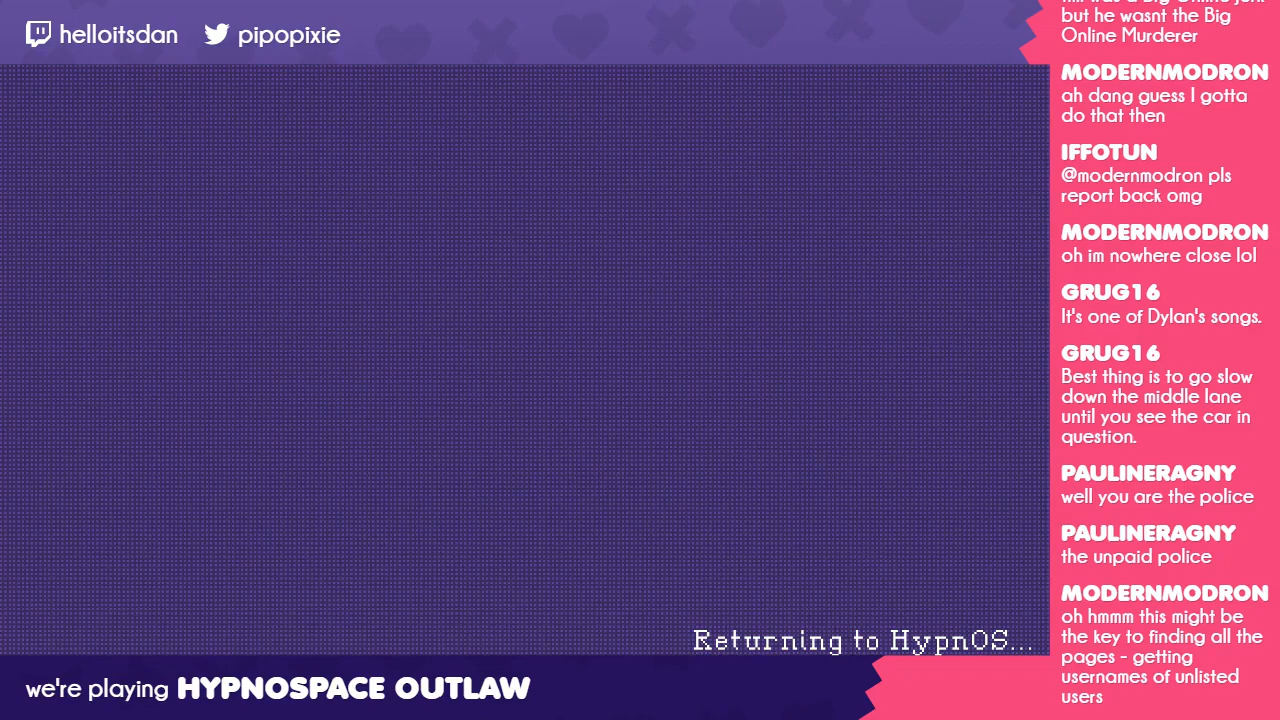 helloitsdan pipopixie
but he wasnt the Big
Online Murderer
MODERNMODRON
ah dang guess I gotta
do that then
IFFOTUN
@modernmodron pls
report back omg
MODERNMODRON
oh im nowhere close lol
GRUG16
It's one of Dylan's songs.
GRUG16
Best thing is to go slow
down the middle lane
until you see the car in
question.
PAULINERAGNY
well you are the police
PAULINERAGNY
the unpaid police
MODERNMODRON
oh hmmm this might be
the key to finding all the
pages - getting
usernames of unlisted
users
Returning to HypnOS...
we're playing HYPNOSPACE OUTLAW